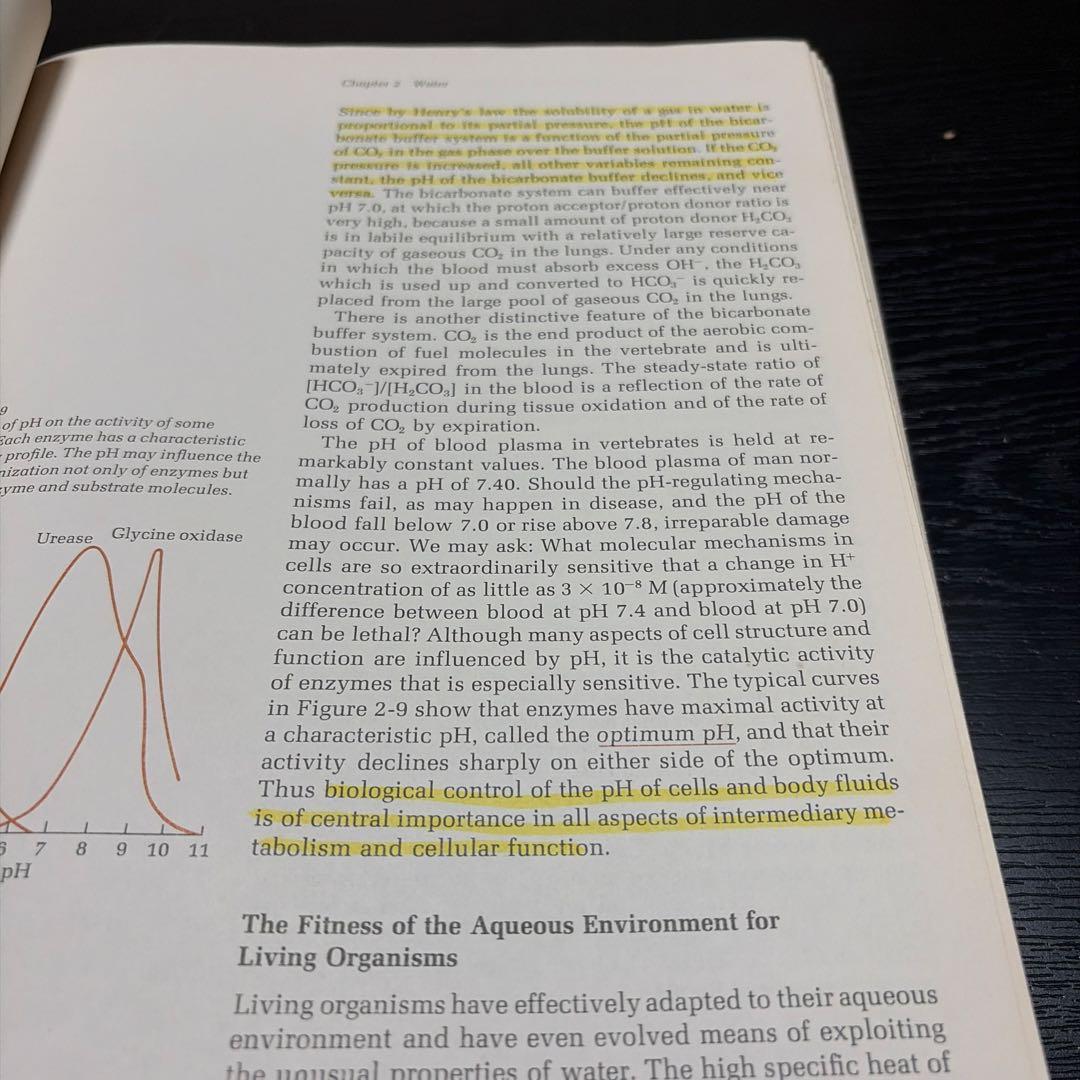 Chapter 2 Water
Since by Henry's law the solubility of a gas in water is
proportional to its partial pressure, the pH of the bicar-
bonate buffer system is a function of the partial pressure
of CO₂ in the gas phase over the buffer solution. If the CO₂
pressure is increased, all other variables remaining con-
stant, the pH of the bicarbonate buffer declines, and vice
versa. The bicarbonate system can buffer effectively near
pH 7.0, at which the proton acceptor/proton donor ratio is
very high, because a small amount of proton donor H₂CO₃
is in labile equilibrium with a relatively large reserve ca-
pacity of gaseous CO₂ in the lungs. Under any conditions
in which the blood must absorb excess OH⁻, the H₂CO₃
which is used up and converted to HCO₃⁻ is quickly re-
placed from the large pool of gaseous CO₂ in the lungs.
There is another distinctive feature of the bicarbonate
buffer system. CO₂ is the end product of the aerobic com-
bustion of fuel molecules in the vertebrate and is ulti-
mately expired from the lungs. The steady-state ratio of
[HCO₃⁻]/[H₂CO₃] in the blood is a reflection of the rate of
CO₂ production during tissue oxidation and of the rate of
loss of CO₂ by expiration.
The pH of blood plasma in vertebrates is held at re-
markably constant values. The blood plasma of man nor-
mally has a pH of 7.40. Should the pH-regulating mecha-
nisms fail, as may happen in disease, and the pH of the
blood fall below 7.0 or rise above 7.8, irreparable damage
may occur. We may ask: What molecular mechanisms in
cells are so extraordinarily sensitive that a change in H⁺
concentration of as little as 3 × 10⁻⁸ M (approximately the
difference between blood at pH 7.4 and blood at pH 7.0)
can be lethal? Although many aspects of cell structure and
function are influenced by pH, it is the catalytic activity
of enzymes that is especially sensitive. The typical curves
in Figure 2-9 show that enzymes have maximal activity at
a characteristic pH, called the optimum pH, and that their
activity declines sharply on either side of the optimum.
Thus biological control of the pH of cells and body fluids
is of central importance in all aspects of intermediary me-
tabolism and cellular function.
The Fitness of the Aqueous Environment for
Living Organisms
Living organisms have effectively adapted to their aqueous
environment and have even evolved means of exploiting
the unusual properties of water. The high specific heat of
9
of pH on the activity of some
Each enzyme has a characteristic
profile. The pH may influence the
nization not only of enzymes but
yme and substrate molecules.
Urease Glycine oxidase
6 7 8 9 10 11
pH